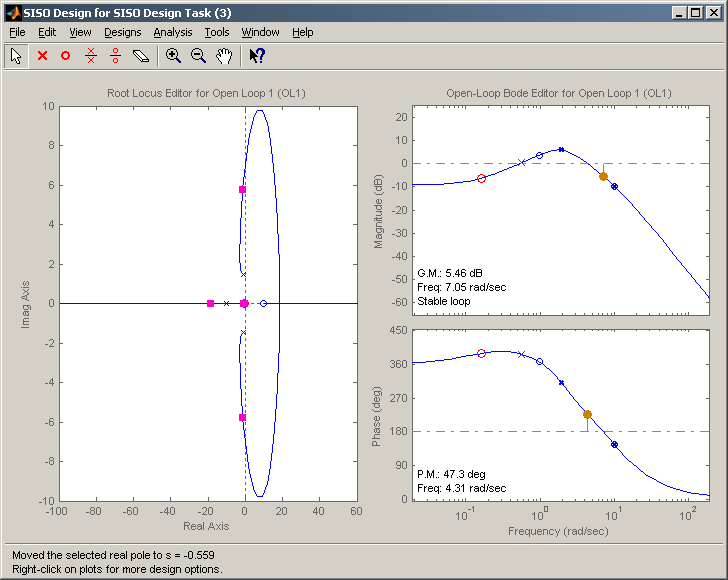 SISO Design for SISO Design Task (3)
File Edit View Designs Analysis Tools Window Help
Root Locus Editor for Open Loop 1 (OL1)
10
8
6
4
2
0
-2
-4
-6
-8
-10
-100 -80 -60 -40 -20 0 20 40 60
Imag Axis
Real Axis
Open-Loop Bode Editor for Open Loop 1 (OL1)
20
10
0
-10
-20
-30
-40
-50
-60
Magnitude (dB)
G.M.: 5.46 dB
Freq: 7.05 rad/sec
Stable loop
450
360
270
180
90
0
Phase (deg)
P.M.: 47.3 deg
Freq: 4.31 rad/sec
10-1 100 101 102
Frequency (rad/sec)
Moved the selected real pole to s = -0.559
Right-click on plots for more design options.